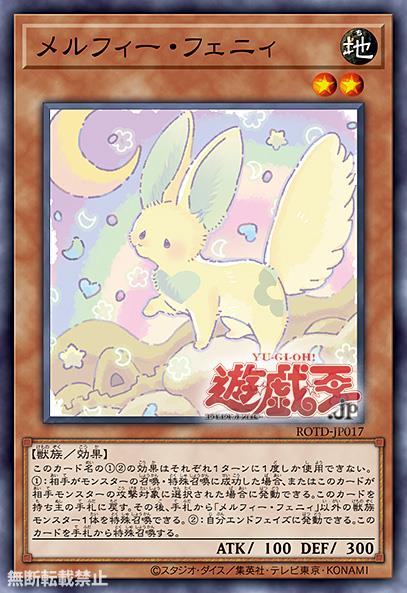 メルフィー・フェニィ
地
YU-GI-OH!
遊戯王.jp
ROTD-JP017
【獣族／効果】
このカード名の①②の効果はそれぞれ１ターンに１度しか使用できない。
①：相手がモンスターの召喚・特殊召喚に成功した場合、またはこのカードが
相手モンスターの攻撃対象に選択された場合に発動できる。このカードを
持ち主の手札に戻す。その後、手札から「メルフィー・フェニィ」以外の獣族
モンスター１体を特殊召喚できる。②：自分エンドフェイズに発動できる。この
カードを手札から特殊召喚する。
ATK/ 100 DEF/ 300
無断転載禁止
©スタジオ・ダイス／集英社・テレビ東京・KONAMI